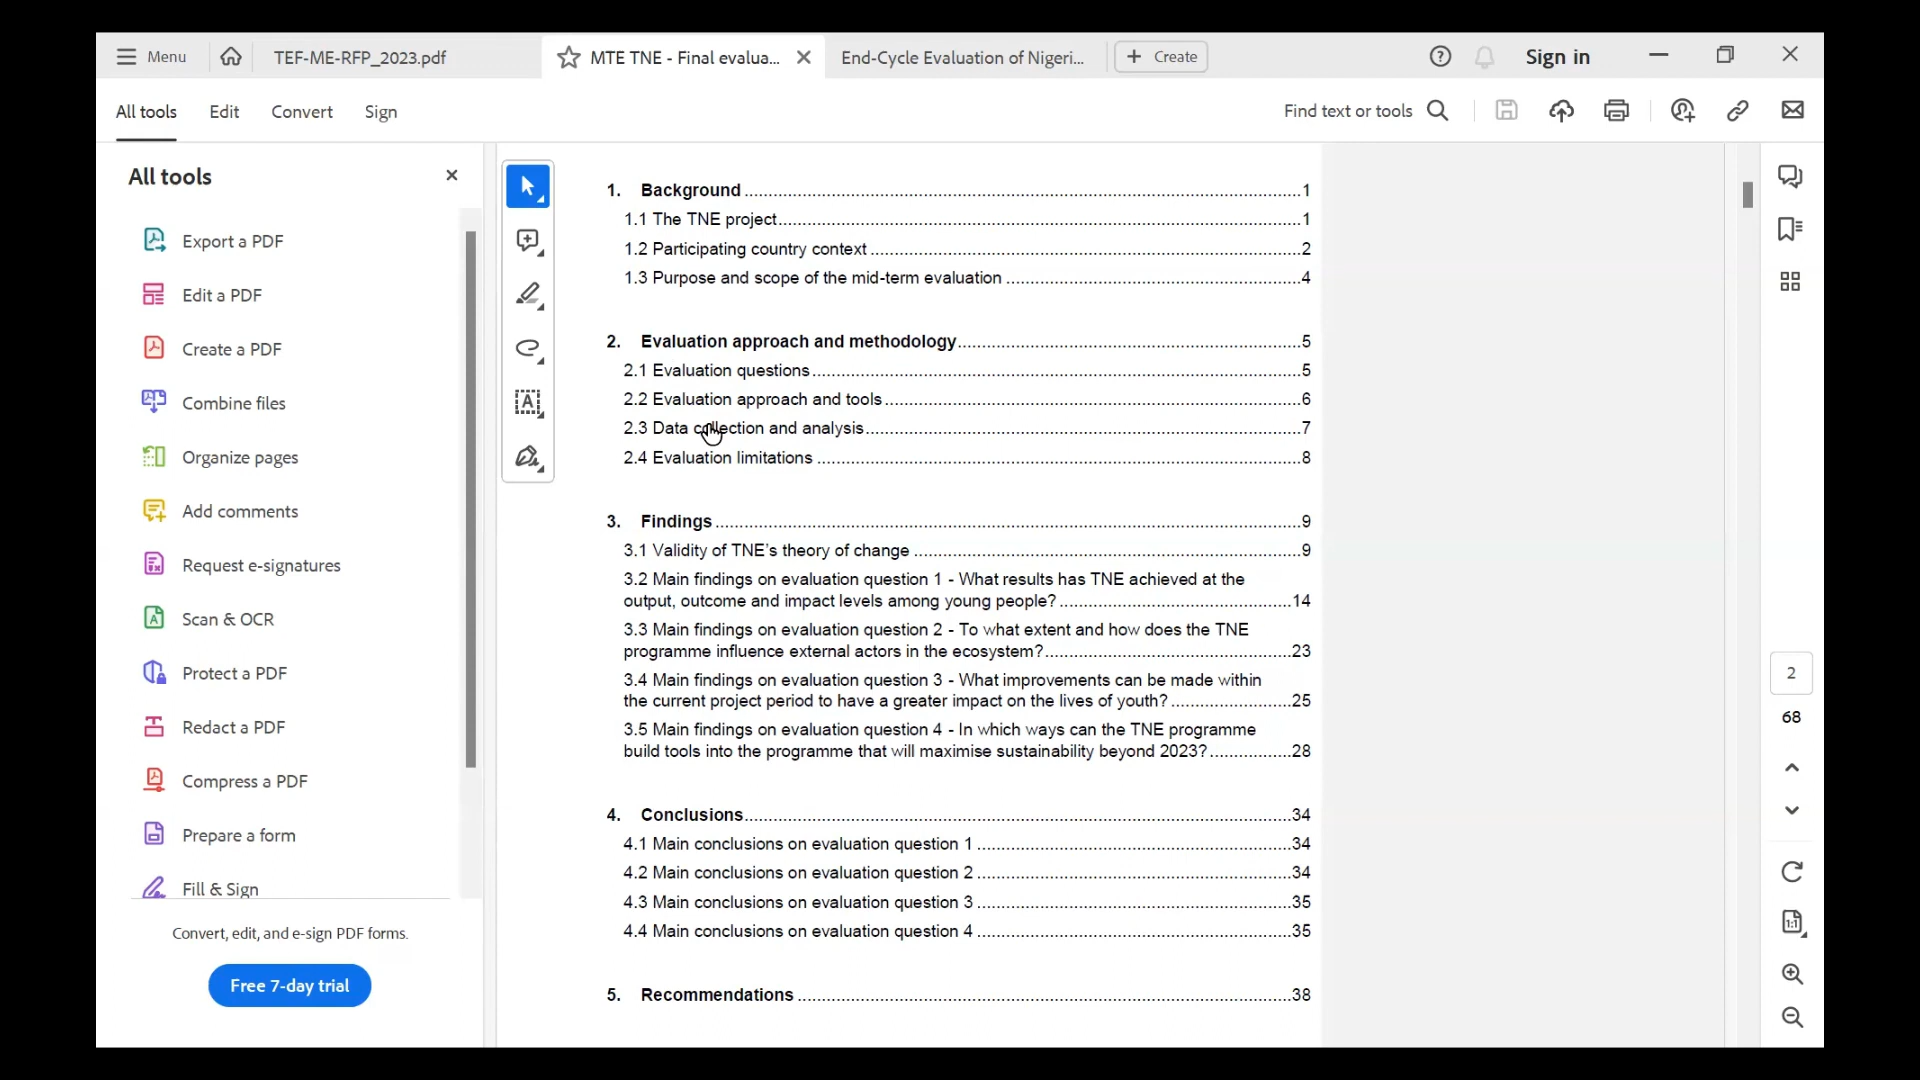 Menu
TEF-ME-RFP_2023.pdf
MTE TNE - Final evalua...
End-Cycle Evaluation of Nigeri...
Create
Sign in
All tools
Edit
Convert
Sign
Find text or tools
All tools
Export a PDF
Edit a PDF
Create a PDF
Combine files
Organize pages
Add comments
Request e-signatures
Scan & OCR
Protect a PDF
Redact a PDF
Compress a PDF
Prepare a form
Fill & Sign
Convert, edit, and e-sign PDF forms.
Free 7-day trial
1. Background 1
1.1 The TNE project 1
1.2 Participating country context 2
1.3 Purpose and scope of the mid-term evaluation 4
2. Evaluation approach and methodology 5
2.1 Evaluation questions 5
2.2 Evaluation approach and tools 6
2.3 Data collection and analysis 7
2.4 Evaluation limitations 8
3. Findings 9
3.1 Validity of TNE's theory of change 9
3.2 Main findings on evaluation question 1 - What results has TNE achieved at the
output, outcome and impact levels among young people? 14
3.3 Main findings on evaluation question 2 - To what extent and how does the TNE
programme influence external actors in the ecosystem? 23
3.4 Main findings on evaluation question 3 - What improvements can be made within
the current project period to have a greater impact on the lives of youth? 25
3.5 Main findings on evaluation question 4 - In which ways can the TNE programme
build tools into the programme that will maximise sustainability beyond 2023? 28
4. Conclusions 34
4.1 Main conclusions on evaluation question 1 34
4.2 Main conclusions on evaluation question 2 34
4.3 Main conclusions on evaluation question 3 35
4.4 Main conclusions on evaluation question 4 35
5. Recommendations 38
2
68
1:1